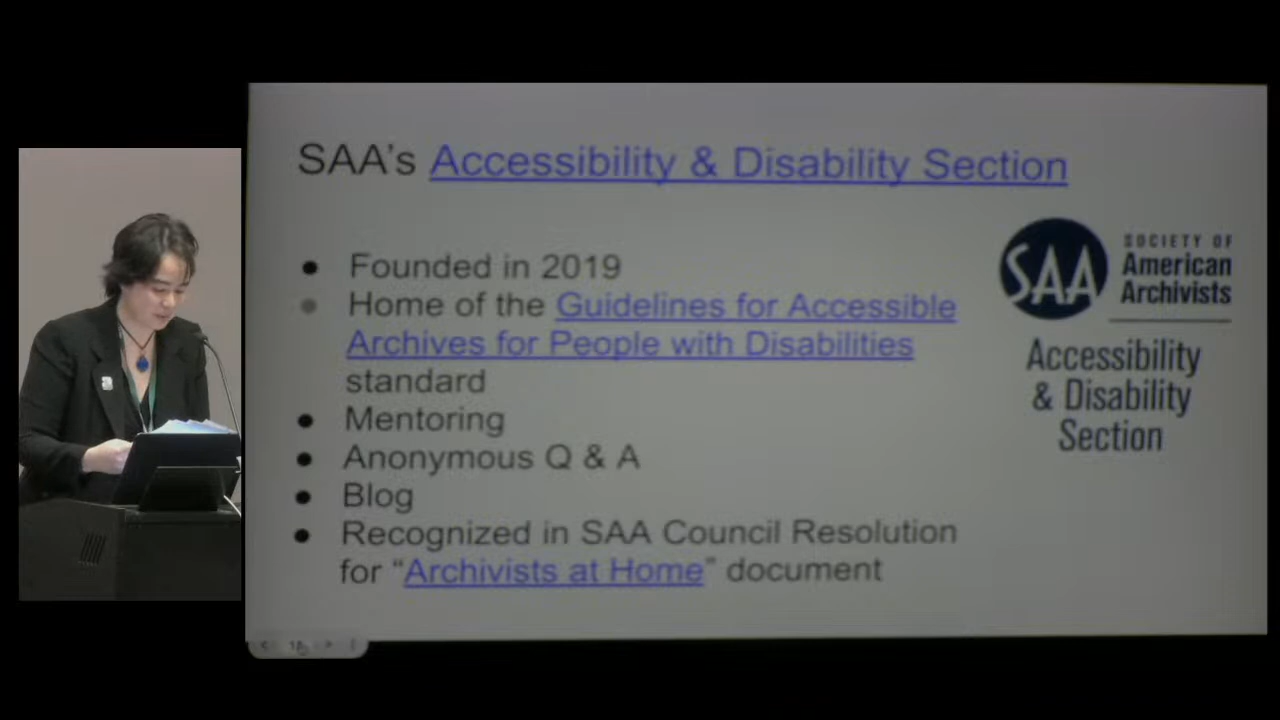 SAA's Accessibility & Disability Section
● Founded in 2019
● Home of the Guidelines for Accessible
Archives for People with Disabilities
standard
● Mentoring
● Anonymous Q & A
● Blog
● Recognized in SAA Council Resolution
for “Archivists at Home” document
SAA
SOCIETY OF
American
Archivists
Accessibility
& Disability
Section